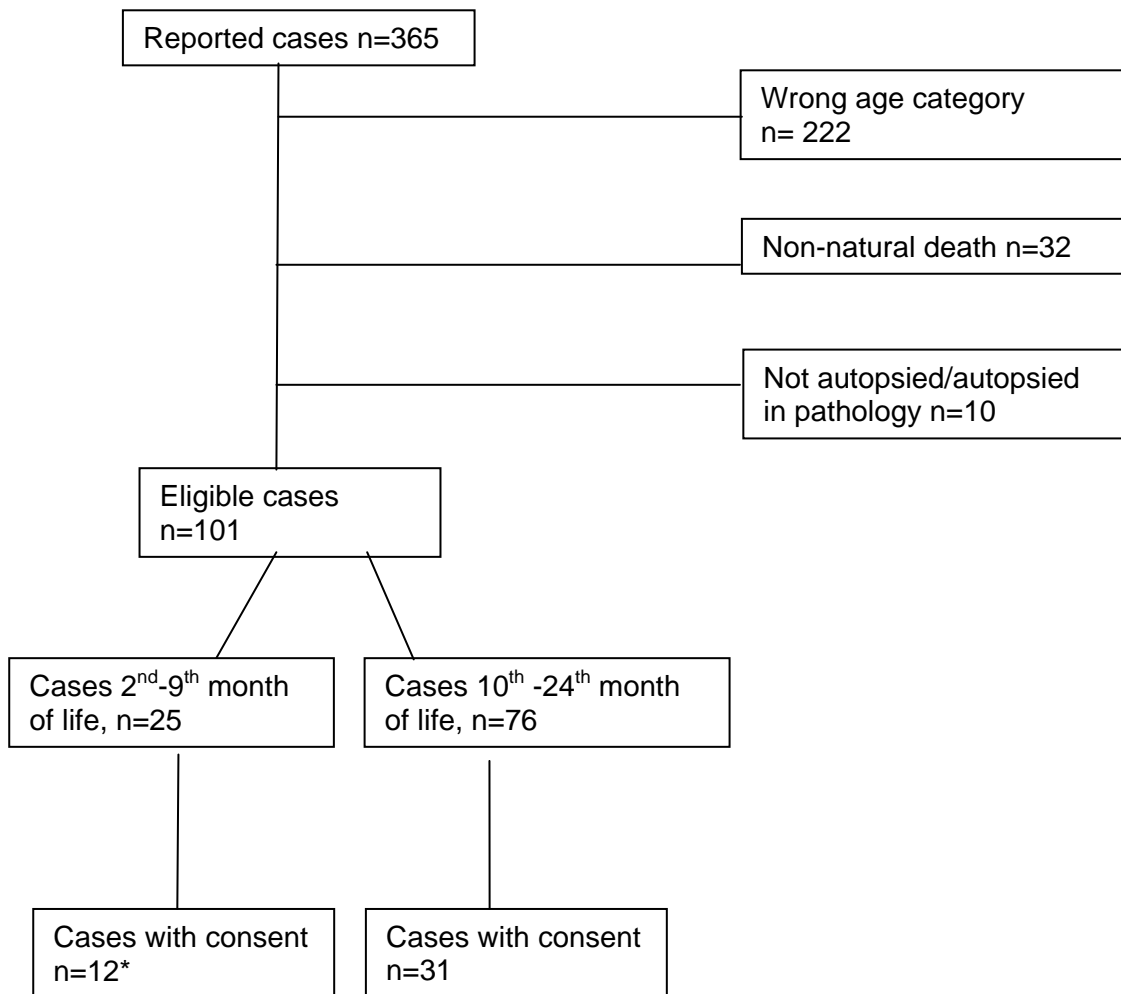 Reported cases n=365
Wrong age category
n= 222
Non-natural death n=32
Not autopsied/autopsied
in pathology n=10
Eligible cases
n=101
Cases 2nd-9th month
of life, n=25
Cases 10th -24th month
of life, n=76
Cases with consent
n=12*
Cases with consent
n=31